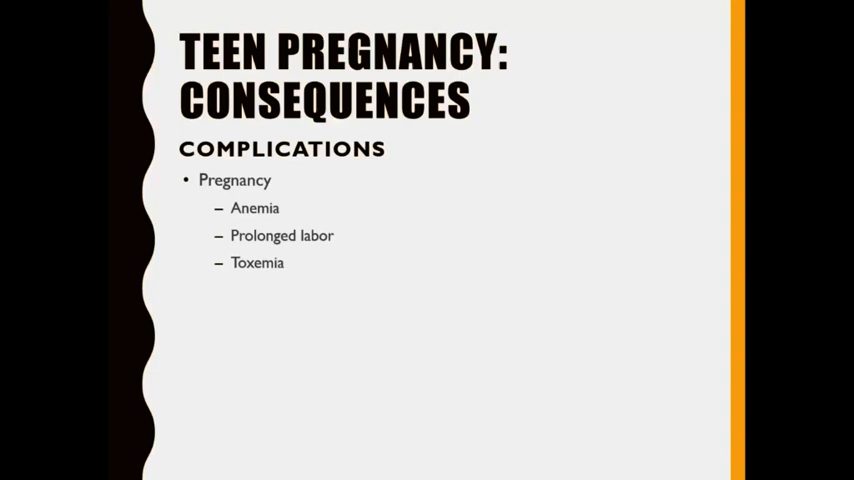 TEEN PREGNANCY:
CONSEQUENCES
COMPLICATIONS
• Pregnancy
– Anemia
– Prolonged labor
– Toxemia